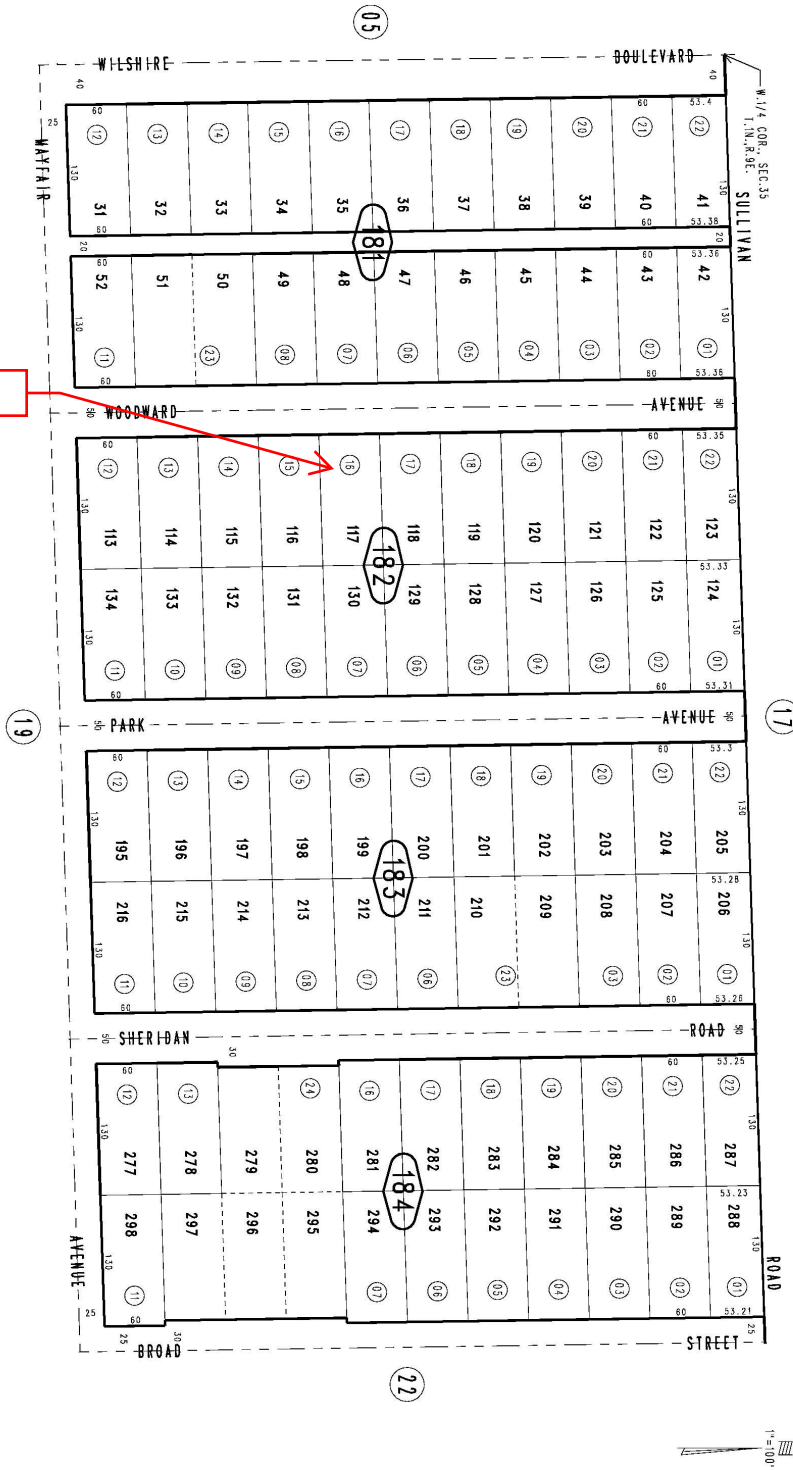 05
WILSHIRE BOULEVARD
W.1/4 COR., SEC.35
T.1N.,R.9E.
40 40
25 60 60 53.4
12 13 14 15 16 17 18 19 20 21 22
MAYFAIR
130 130
SULLIVAN
31 32 33 34 35 36 37 38 39 40 41
60 60 53.38
181
20 20
60 60 53.36
52 51 50 49 48 47 46 45 44 43 42
130 130
11 23 08 07 06 05 04 03 02 01
60 60 53.36
50 WOODWARD AVENUE 50
60 60 53.35
12 13 14 15 16 17 18 19 20 21 22
130 130
113 114 115 116 117 118 119 120 121 122 123
182
53.33
134 133 132 131 130 129 128 127 126 125 124
130 130
11 10 09 08 07 06 05 04 03 02 01
60 60 53.31
19
50 PARK AVENUE 50
17
60 60 53.3
12 13 14 15 16 17 18 19 20 21 22
130 130
195 196 197 198 199 200 201 202 203 204 205
183
53.28
216 215 214 213 212 211 210 209 208 207 206
130 130
11 10 09 08 07 06 23 03 02 01
60 60 53.26
50 SHERIDAN ROAD 50
30
60 60 53.25
12 13 24 16 17 18 19 20 21 22
130 130
277 278 279 280 281 282 283 284 285 286 287
184
53.23
298 297 296 295 294 293 292 291 290 289 288
130 130
AVENUE
ROAD
11 07 06 05 04 03 02 01
25 60 60 53.21
25 30 25
BROAD STREET
22
1"=100'